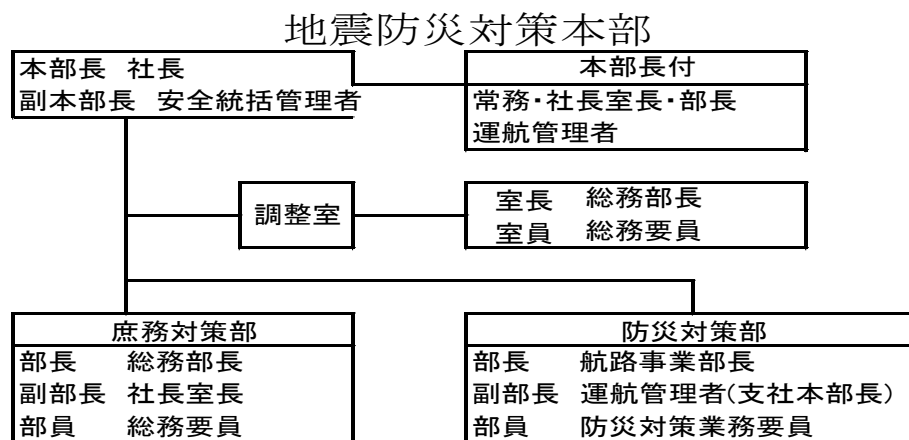 地震防災対策本部
本部長 社長
副本部長 安全統括管理者
本部長付
常務・社長室長・部長
運航管理者
調整室
室長 総務部長
室員 総務要員
庶務対策部
部長 総務部長
副部長 社長室長
部員 総務要員
防災対策部
部長 航路事業部長
副部長 運航管理者(支社本部長)
部員 防災対策業務要員